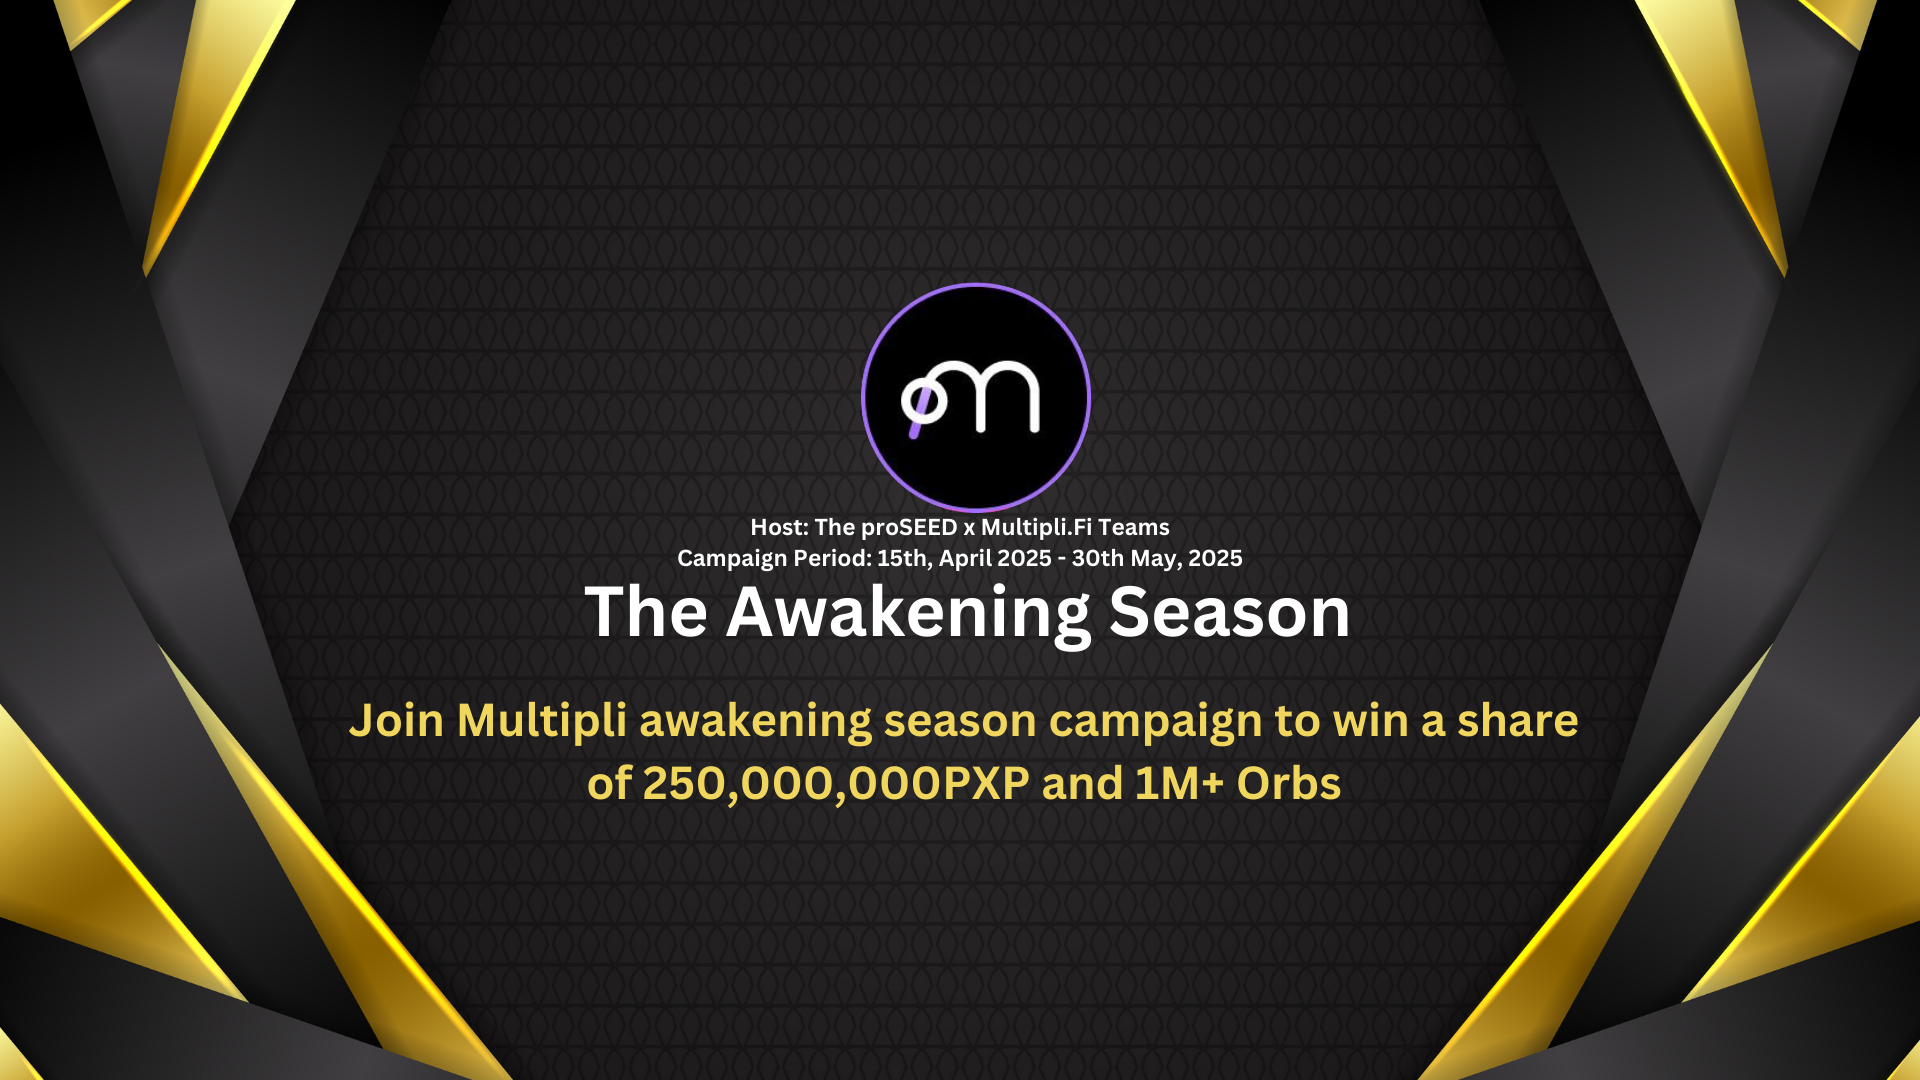 Host: The proSEED x Multipli.Fi Teams
Campaign Period: 15th, April 2025 - 30th May, 2025
The Awakening Season
Join Multipli awakening season campaign to win a share
of 250,000,000PXP and 1M+ Orbs